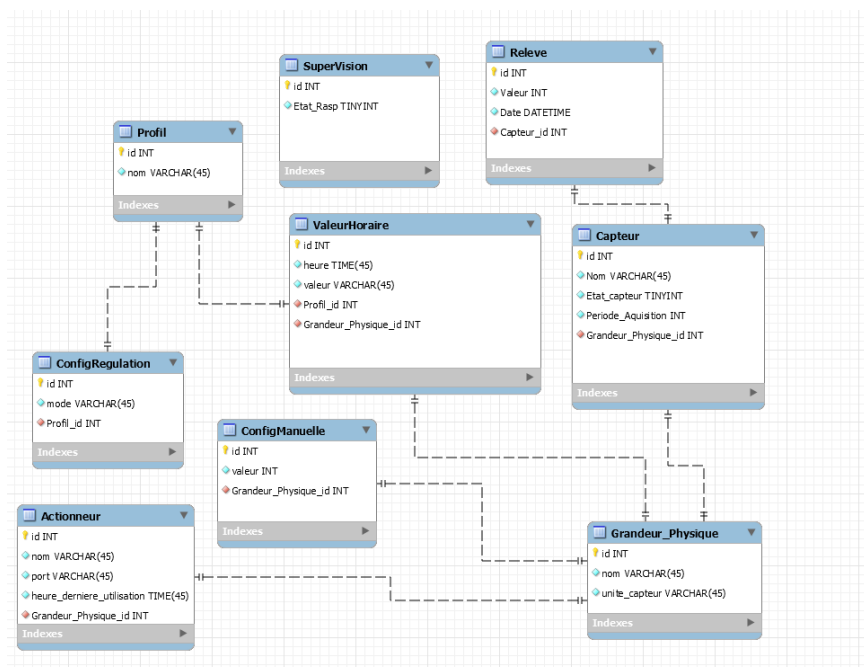 SuperVision
id INT
Etat_Rasp TINYINT
Indexes
Releve
id INT
Valeur INT
Date DATETIME
Capteur_id INT
Indexes
Profil
id INT
nom VARCHAR(45)
Indexes
ValeurHoraire
id INT
heure TIME(45)
valeur VARCHAR(45)
Profil_id INT
Grandeur_Physique_id INT
Indexes
Capteur
id INT
Nom VARCHAR(45)
Etat_capteur TINYINT
Periode_Aquisition INT
Grandeur_Physique_id INT
Indexes
ConfigRegulation
id INT
mode VARCHAR(45)
Profil_id INT
Indexes
ConfigManuelle
id INT
valeur INT
Grandeur_Physique_id INT
Indexes
Actionneur
id INT
nom VARCHAR(45)
port VARCHAR(45)
heure_derniere_utilisation TIME(45)
Grandeur_Physique_id INT
Indexes
Grandeur_Physique
id INT
nom VARCHAR(45)
unite_capteur VARCHAR(45)
Indexes